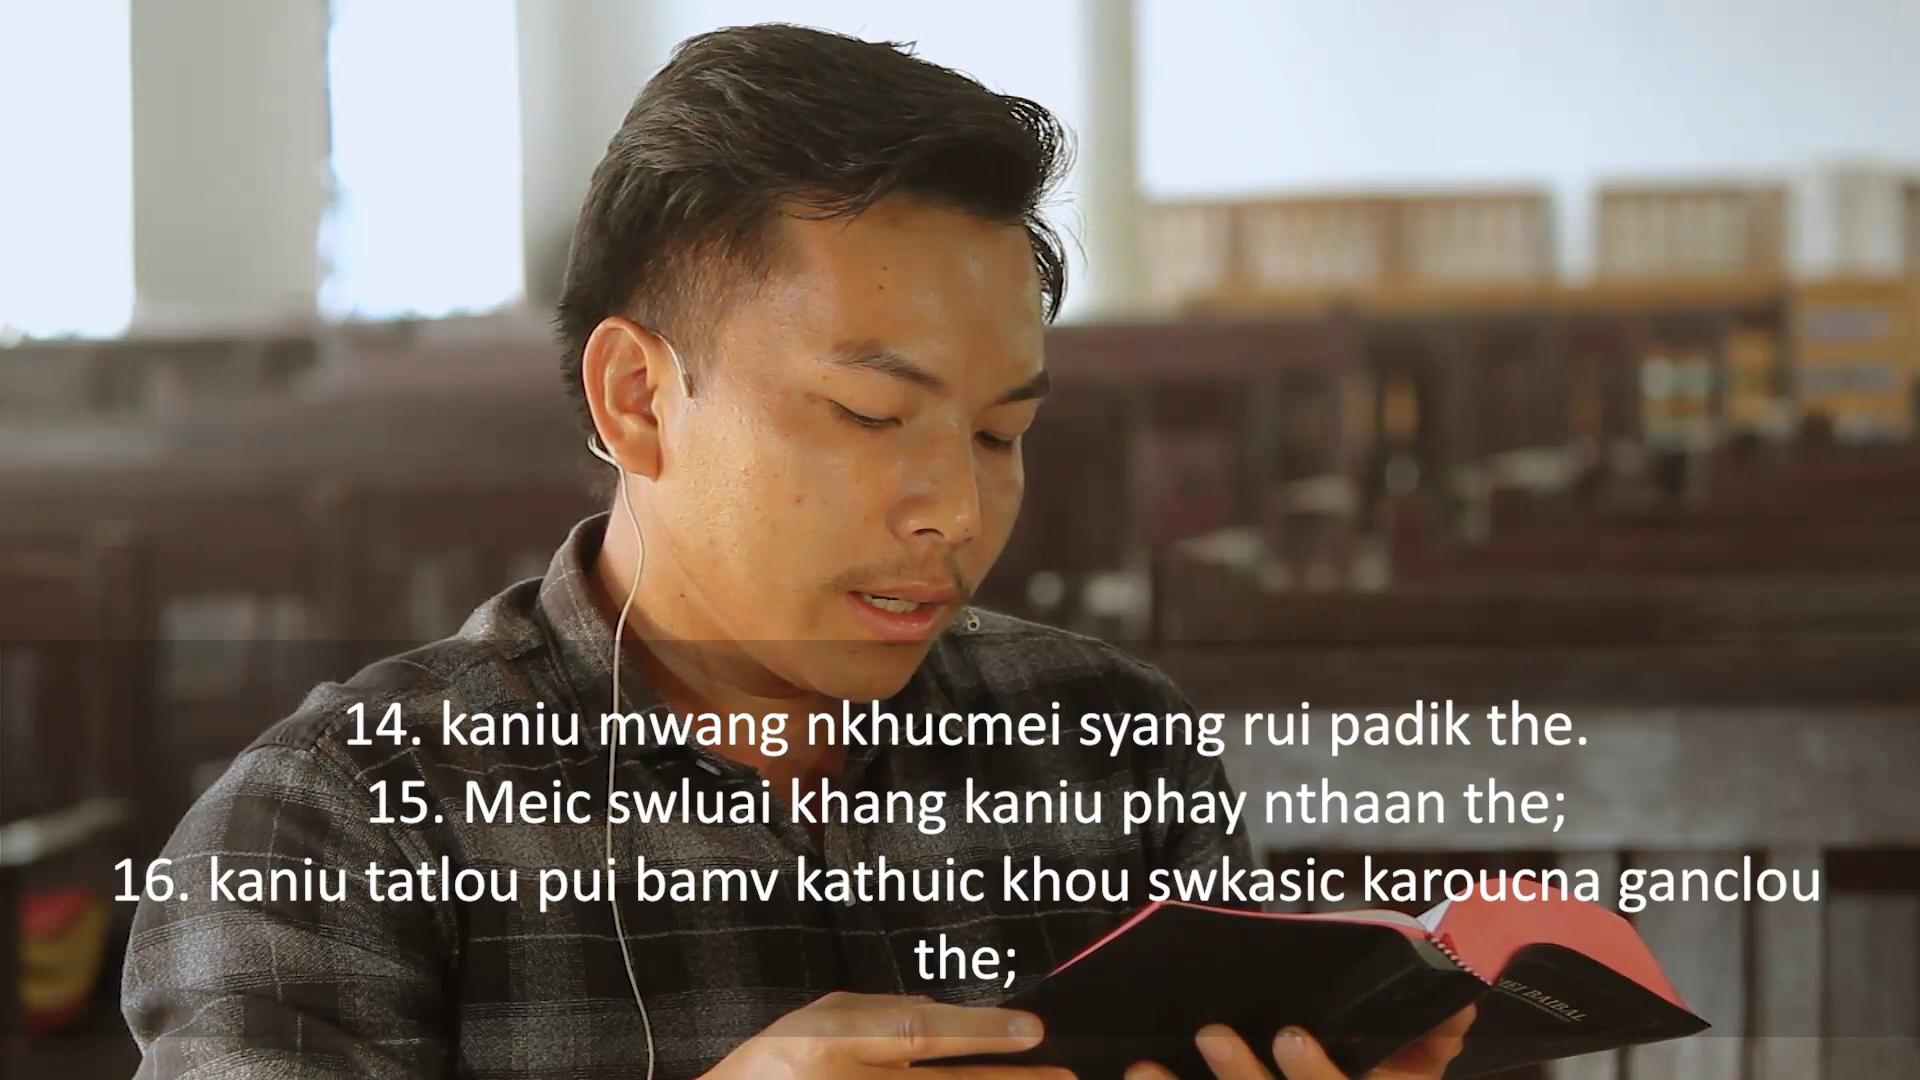 14. kaniu mwang nkhucmei syang rui padik the.
15. Meic swluai khang kaniu phay nthaan the;
16. kaniu tatlou pui bamv kathuic khou swkasic karoucna ganclou
the;
BAIBAL